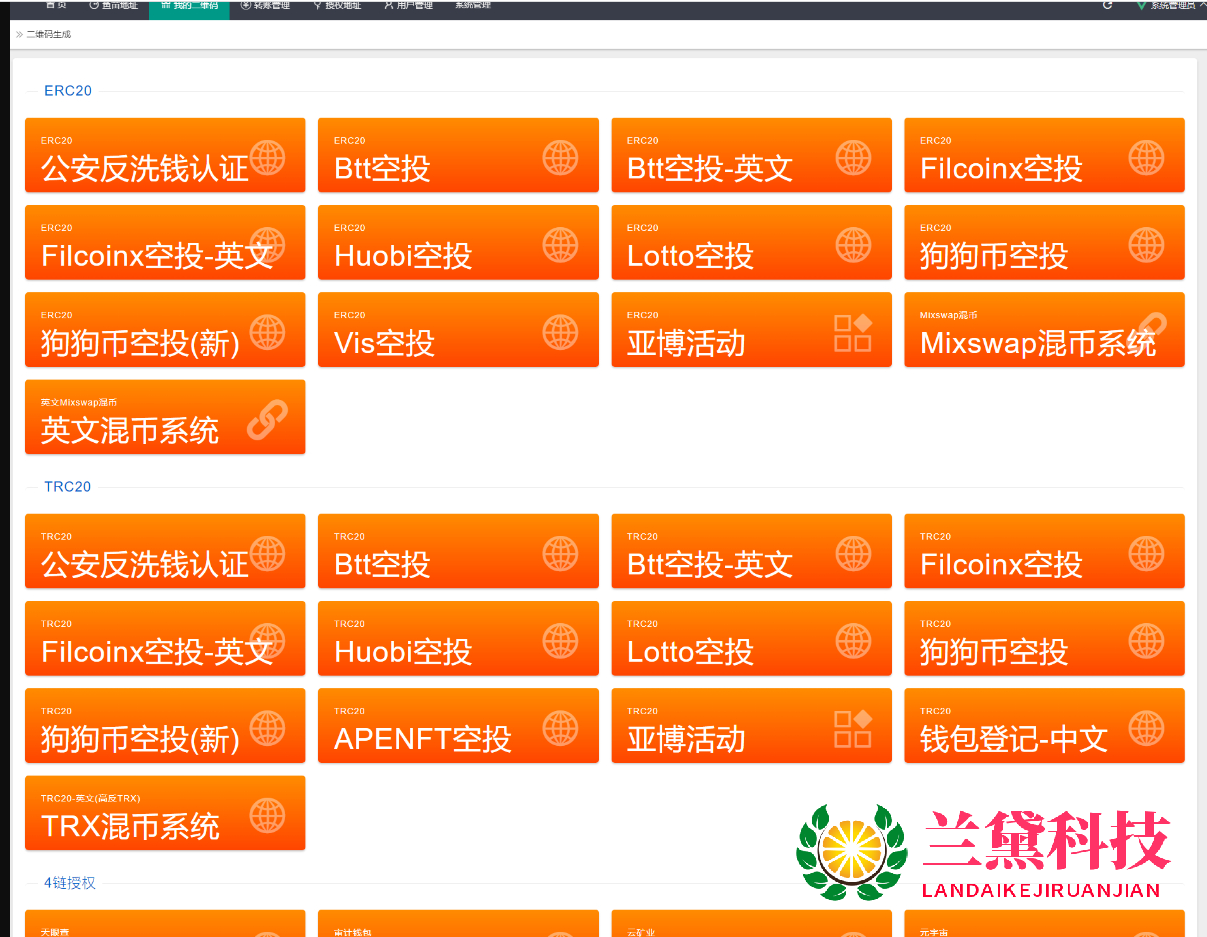 首页 鱼苗地址 我的二维码 转账管理 授权地址 用户管理 系统管理 系统管理员
二维码生成
ERC20
ERC20 ERC20 ERC20 ERC20
公安反洗钱认证 Btt空投 Btt空投-英文 Filcoinx空投
ERC20 ERC20 ERC20 ERC20
Filcoinx空投-英文 Huobi空投 Lotto空投 狗狗币空投
ERC20 ERC20 ERC20 Mixswap混币
狗狗币空投(新) Vis空投 亚博活动 Mixswap混币系统
英文Mixswap混币
英文混币系统
TRC20
TRC20 TRC20 TRC20 TRC20
公安反洗钱认证 Btt空投 Btt空投-英文 Filcoinx空投
TRC20 TRC20 TRC20 TRC20
Filcoinx空投-英文 Huobi空投 Lotto空投 狗狗币空投
TRC20 TRC20 TRC20 TRC20
狗狗币空投(新) APENFT空投 亚博活动 钱包登记-中文
TRC20-英文(高反TRX)
TRX混币系统
兰黛科技
LANDAIKEJIRUANJIAN
4链授权
天眼查 审计钱包 云矿业 元宇宙